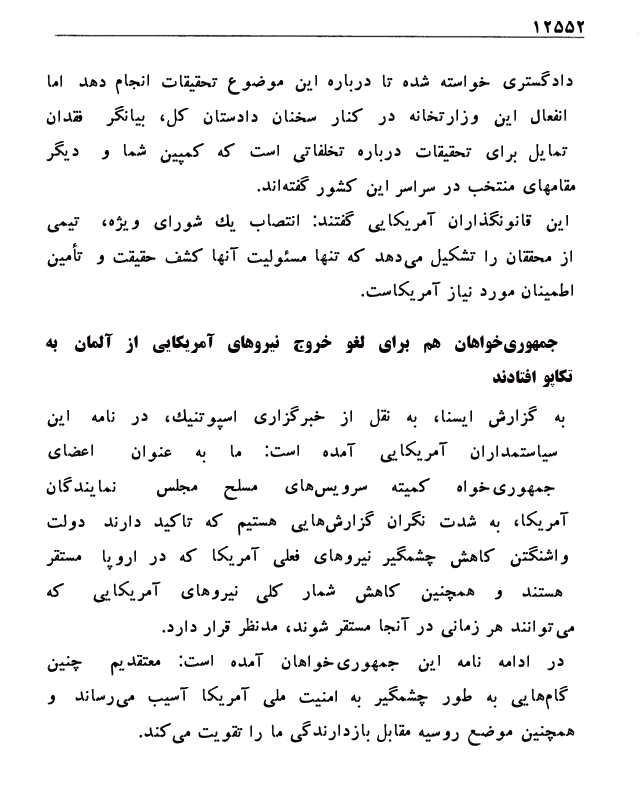 ۱۲۵۵۲
دادگستری خواسته شده تا درباره این موضوع تحقیقات انجام دهد اما
انفعال این وزارتخانه در کنار سخنان دادستان کل، بیانگر فقدان
تمایل برای تحقیقات درباره تخلفاتی است که کمپین شما و دیگر
مقامهای منتخب در سراسر این کشور گفته‌اند.
این قانونگذاران آمریکایی گفتند: انتصاب یك شورای ویژه، تیمی
از محققان را تشکیل می‌دهد که تنها مسئولیت آنها کشف حقیقت و تأمین
اطمینان مورد نیاز آمریکاست.
جمهوری‌خواهان هم برای لغو خروج نیروهای آمریکایی از آلمان به
تکاپو افتادند
به گزارش ایسنا، به نقل از خبرگزاری اسپوتنیك، در نامه این
سیاستمداران آمریکایی آمده است: ما به عنوان اعضای
جمهوری‌خواه کمیته سرویس‌های مسلح مجلس نمایندگان
آمریکا، به شدت نگران گزارش‌هایی هستیم که تاکید دارند دولت
واشنگتن کاهش چشمگیر نیروهای فعلی آمریکا که در اروپا مستقر
هستند و همچنین کاهش شمار کلی نیروهای آمریکایی که
می‌توانند هر زمانی در آنجا مستقر شوند، مدنظر قرار دارد.
در ادامه نامه این جمهوری‌خواهان آمده است: معتقدیم چنین
گام‌هایی به طور چشمگیر به امنیت ملی آمریکا آسیب می‌رساند و
همچنین موضع روسیه مقابل بازدارندگی ما را تقویت می‌کند.